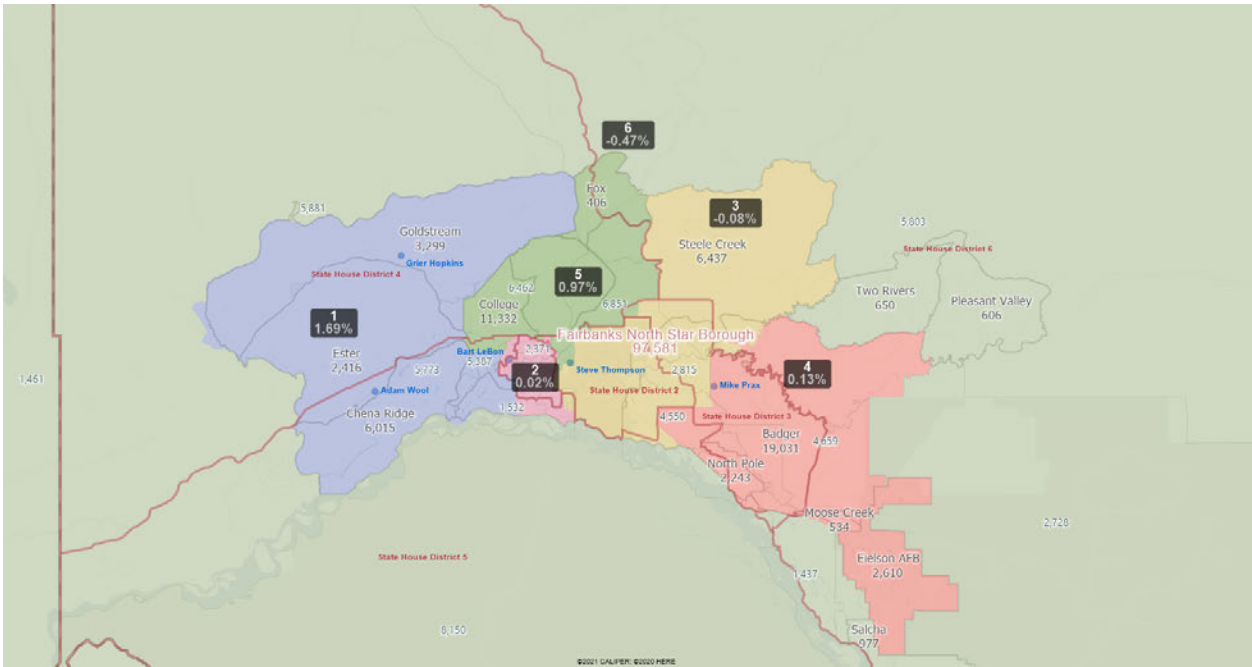 6
-0.47%
Fox
406
3
-0.08%
5,881
Goldstream
3,299
Grier Hopkins
State House District 4
Steele Creek
6,437
5,803
State House District 6
5
0.97%
6,462
6,851
College
11,332
Two Rivers
650
Pleasant Valley
606
1
1.69%
Fairbanks North Star Borough
97,581
Ester
2,416
Bart LeBon
2,371
5,387
5,773
2
0.02%
Steve Thompson
2,815
4
0.13%
1,461
Adam Wool
State House District 2
Mike Prax
Chena Ridge
6,015
1,532
4,550
State House District 3
Badger
19,031
4,659
North Pole
2,243
Moose Creek
534
2,728
State House District 5
Eielson AFB
2,610
1,437
8,150
Salcha
977
©2021 CALIPER; ©2020 HERE